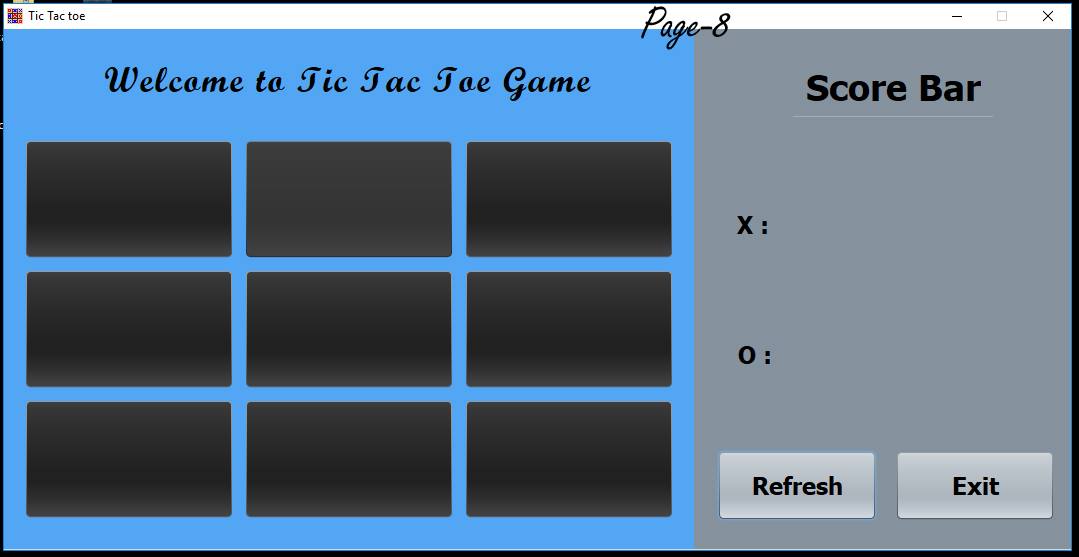 Tic Tac toe
Page-8
Welcome to Tic Tac Toe Game
Score Bar
X :
O :
Refresh
Exit